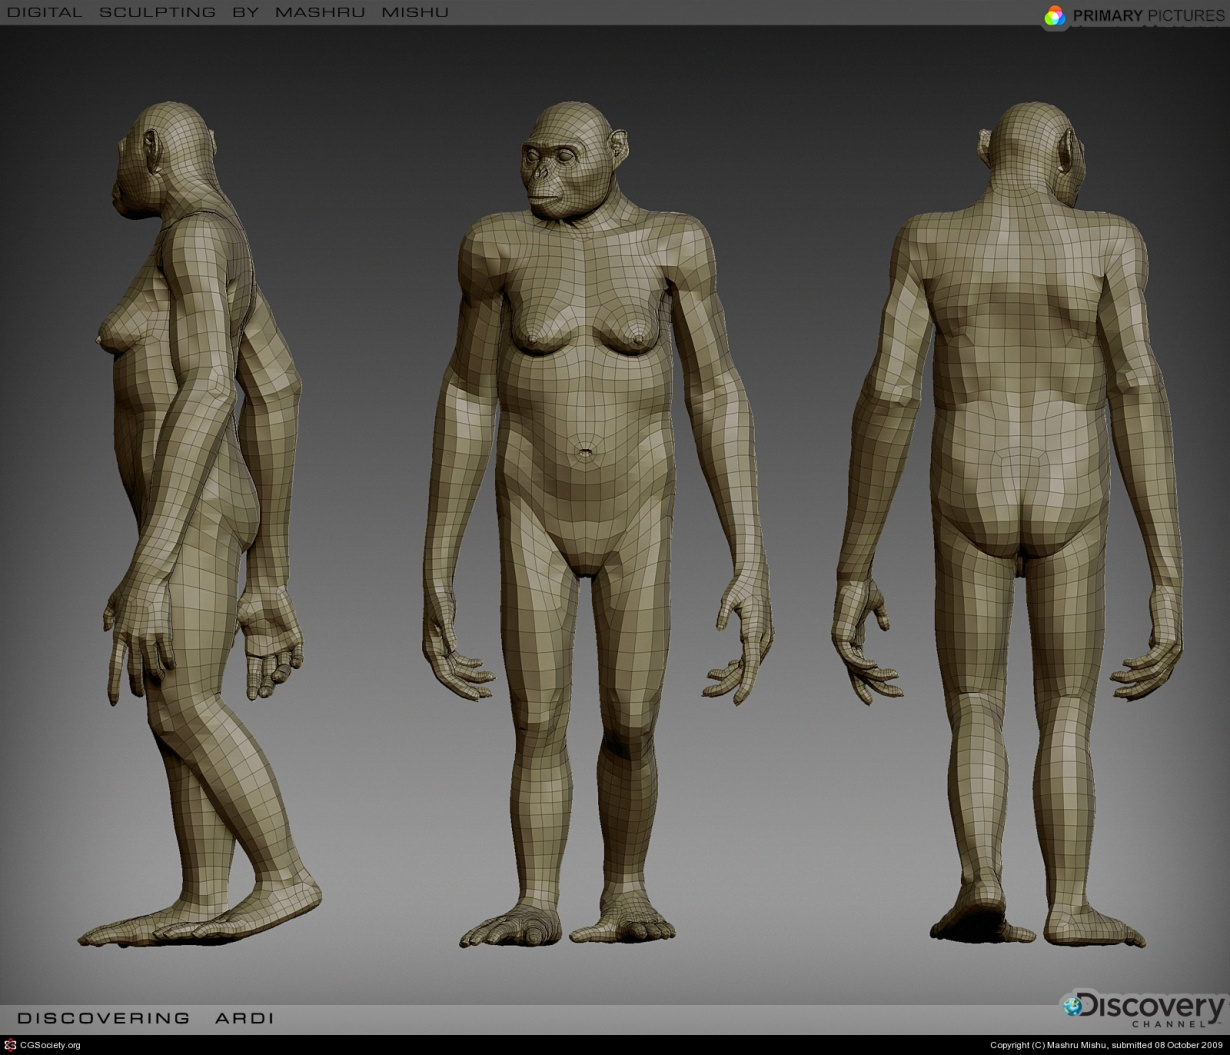 DIGITAL SCULPTING BY MASHRU MISHU
PRIMARY PICTURES
DISCOVERING ARDI
Discovery
CHANNEL
CGSociety.org
Copyright (C) Mashru Mishu, submitted 08 October 2009